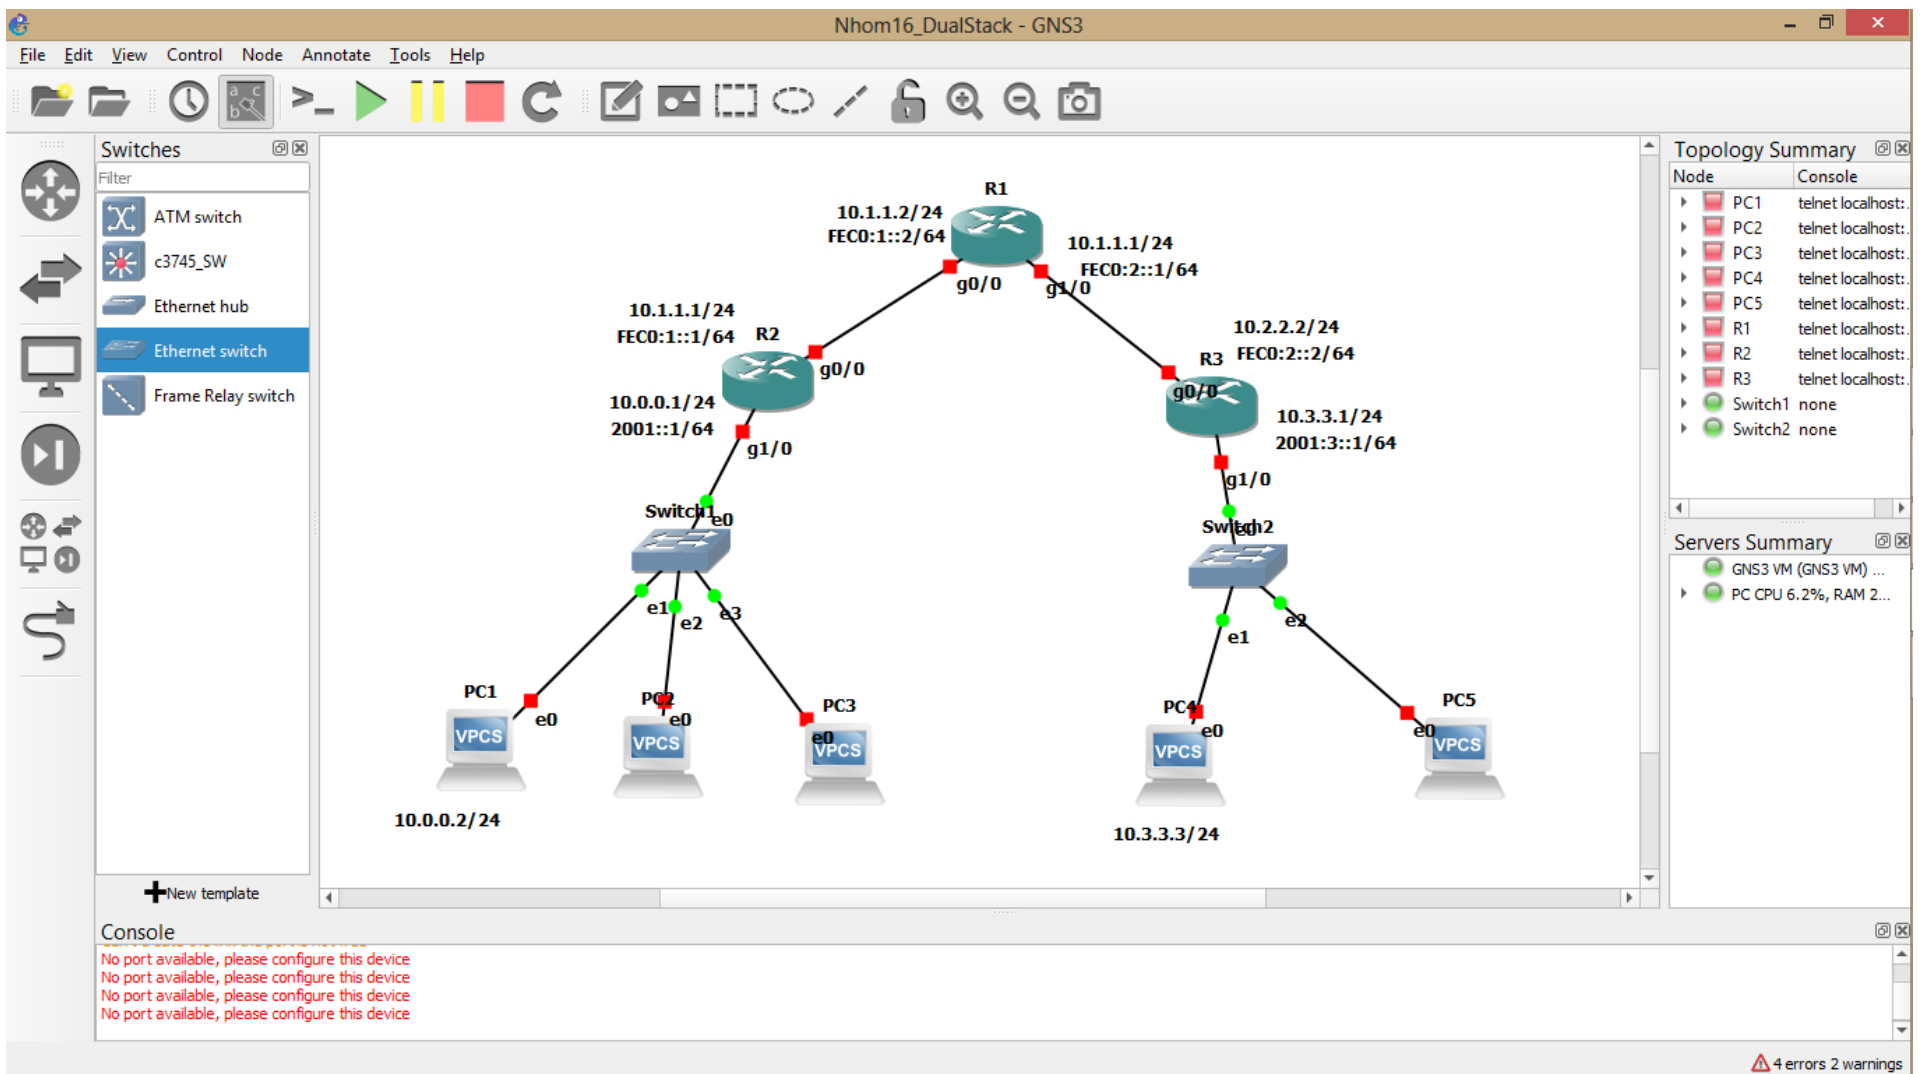 Nhom16_DualStack - GNS3
File Edit View Control Node Annotate Tools Help
Switches
Filter
ATM switch
c3745_SW
Ethernet hub
Ethernet switch
Frame Relay switch
New template
R1
10.1.1.2/24
FEC0:1::2/64
10.1.1.1/24
FEC0:2::1/64
g0/0
g1/0
10.1.1.1/24
FEC0:1::1/64
R2
g0/0
10.0.0.1/24
2001::1/64
g1/0
10.2.2.2/24
FEC0:2::2/64
R3
g0/0
10.3.3.1/24
2001:3::1/64
g1/0
Switch1
e0
e1
e2
e3
Switch2
e0
e1
e2
PC1
e0
VPCS
10.0.0.2/24
PC2
e0
VPCS
PC3
e0
VPCS
PC4
e0
VPCS
10.3.3.3/24
PC5
e0
VPCS
Topology Summary
Node Console
PC1 telnet localhost:.
PC2 telnet localhost:.
PC3 telnet localhost:.
PC4 telnet localhost:.
PC5 telnet localhost:.
R1 telnet localhost:.
R2 telnet localhost:.
R3 telnet localhost:.
Switch1 none
Switch2 none
Servers Summary
GNS3 VM (GNS3 VM) ...
PC CPU 6.2%, RAM 2...
Console
No port available, please configure this device
No port available, please configure this device
No port available, please configure this device
No port available, please configure this device
4 errors 2 warnings